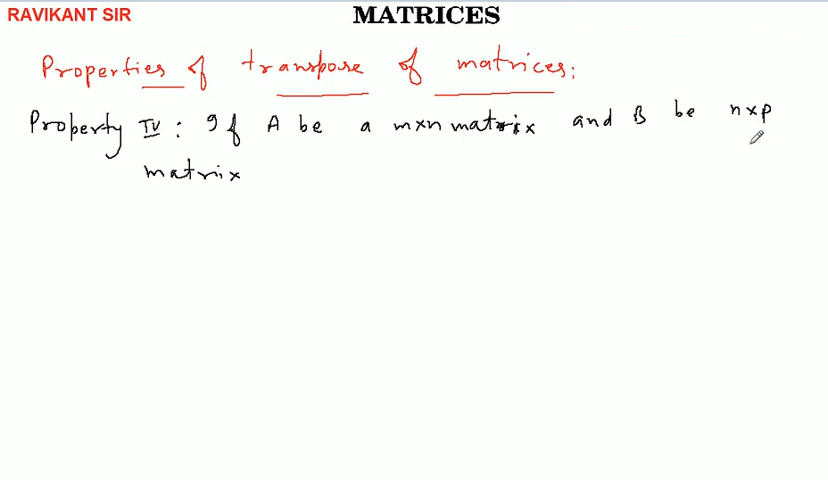 RAVIKANT SIR
MATRICES
Properties of transpose of matrices:
Property IV : If A be a m×n matrix and B be n×p
matrix